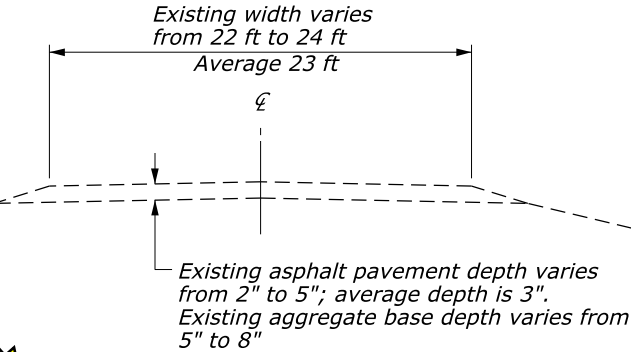 Existing width varies
from 22 ft to 24 ft
Average 23 ft
℄
Existing asphalt pavement depth varies
from 2" to 5"; average depth is 3".
Existing aggregate base depth varies from
5" to 8"